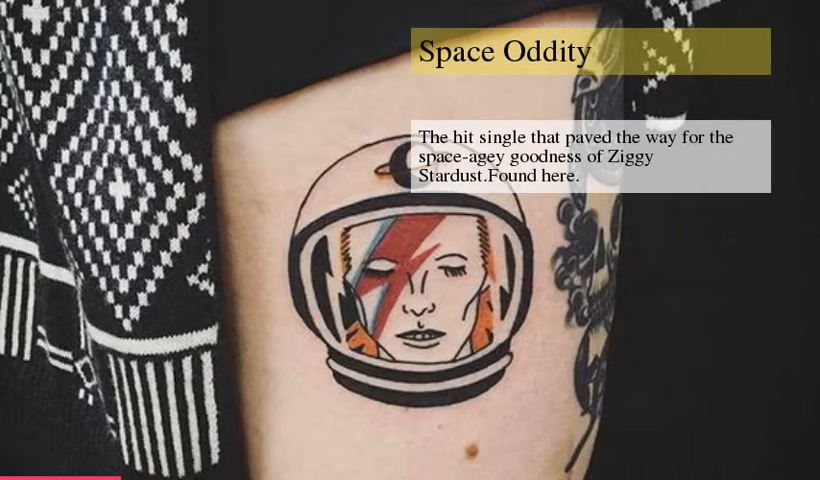 Space Oddity
The hit single that paved the way for the
space-agey goodness of Ziggy
Stardust.Found here.